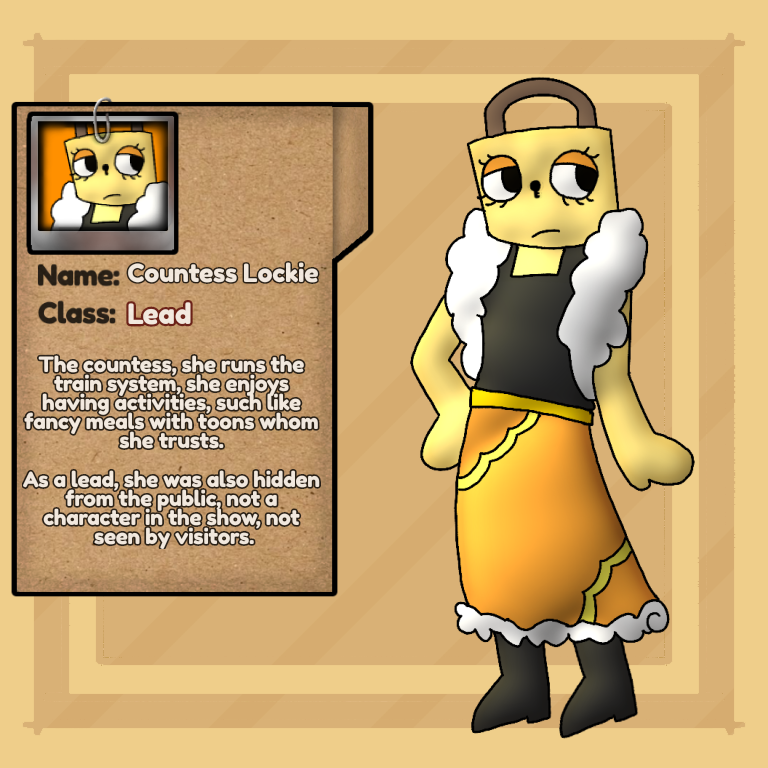 Name: Countess Lockie
Class: Lead
The countess, she runs the
train system, she enjoys
having activities, such like
fancy meals with toons whom
she trusts.
As a lead, she was also hidden
from the public, not a
character in the show, not
seen by visitors.